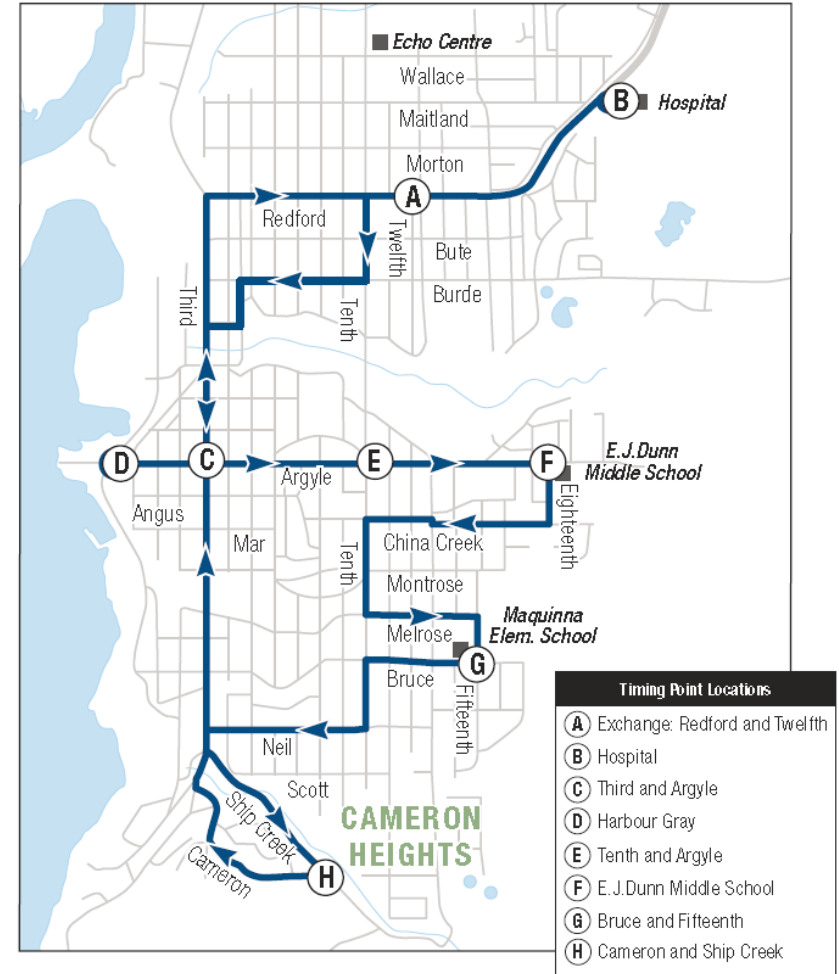 Echo Centre
Wallace
B
Hospital
Maitland
Morton
A
Redford
Twelfth
Bute
Burde
Third
Tenth
D
C
E
F
E.J.Dunn
Middle School
Argyle
Eighteenth
Angus
Mar
China Creek
Tenth
Montrose
Maquinna
Elem. School
Melrose
G
Bruce
Fifteenth
Neil
Scott
Ship Creek
CAMERON
HEIGHTS
Cameron
H
Timing Point Locations
A Exchange: Redford and Twelfth
B Hospital
C Third and Argyle
D Harbour Gray
E Tenth and Argyle
F E.J.Dunn Middle School
G Bruce and Fifteenth
H Cameron and Ship Creek